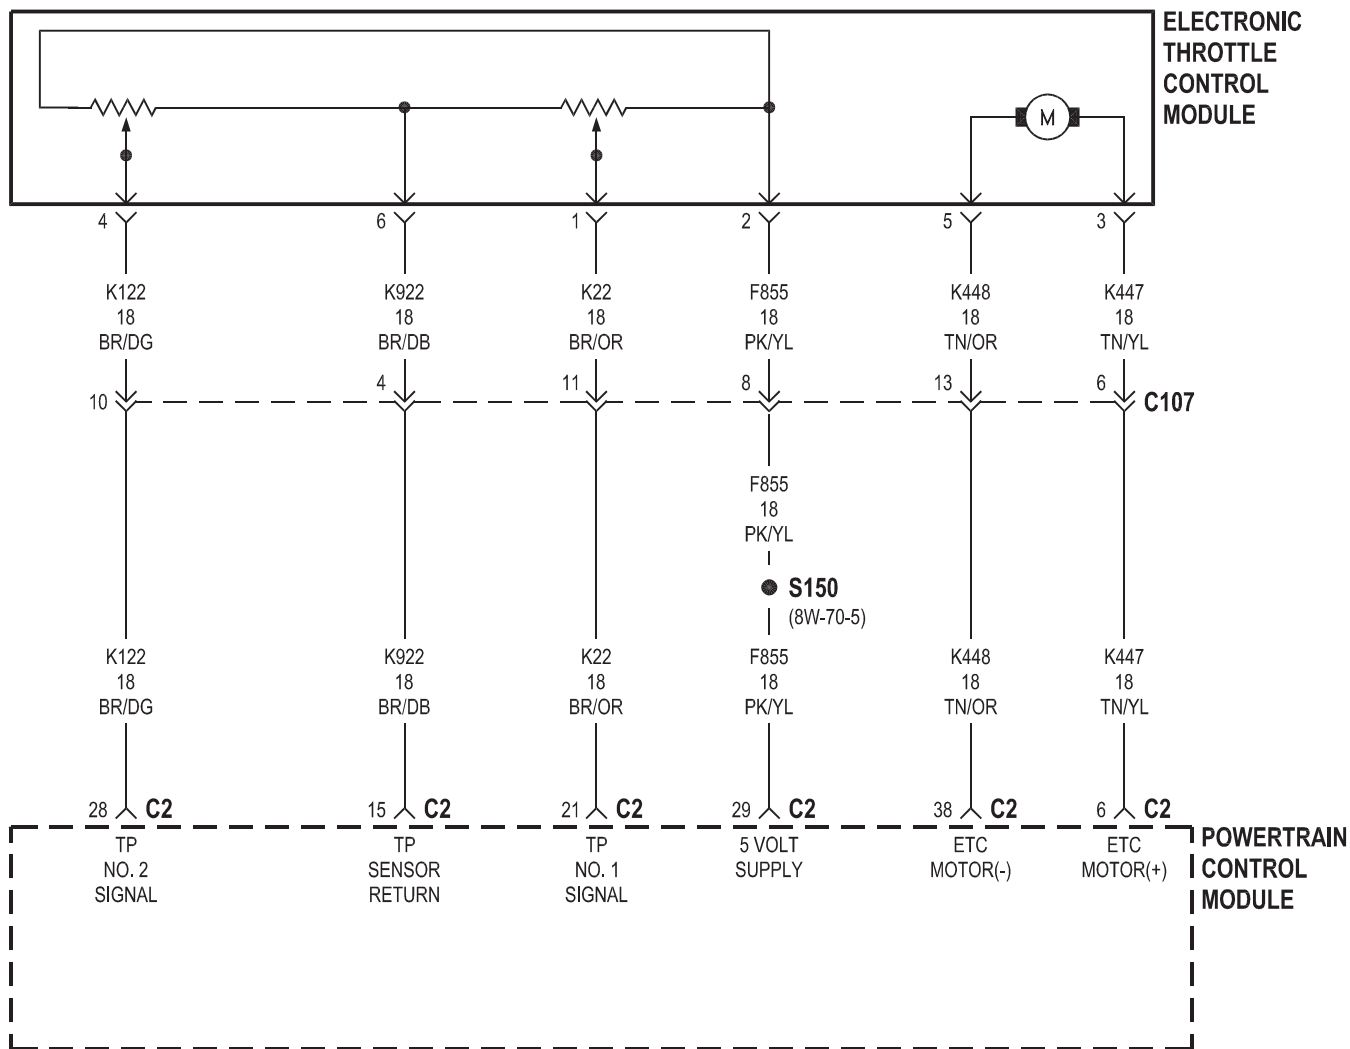 ELECTRONIC
THROTTLE
CONTROL
MODULE
M
4 6 1 2 5 3
K122 K922 K22 F855 K448 K447
18 18 18 18 18 18
BR/DG BR/DB BR/OR PK/YL TN/OR TN/YL
10 4 11 8 13 6 C107
F855
18
PK/YL
S150
(8W-70-5)
K122 K922 K22 F855 K448 K447
18 18 18 18 18 18
BR/DG BR/DB BR/OR PK/YL TN/OR TN/YL
28 C2 15 C2 21 C2 29 C2 38 C2 6 C2
TP TP TP 5 VOLT ETC ETC
NO. 2 SENSOR NO. 1 SUPPLY MOTOR(-) MOTOR(+)
SIGNAL RETURN SIGNAL
POWERTRAIN
CONTROL
MODULE